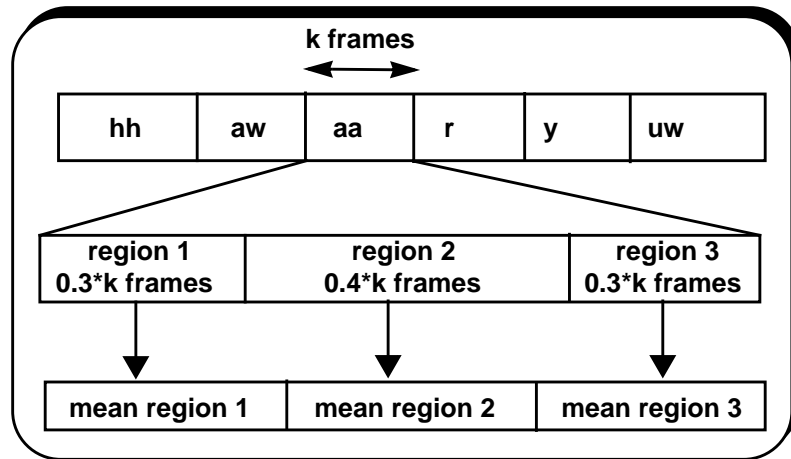 k frames
hh aw aa r y uw
region 1 region 2 region 3
0.3*k frames 0.4*k frames 0.3*k frames
mean region 1 mean region 2 mean region 3